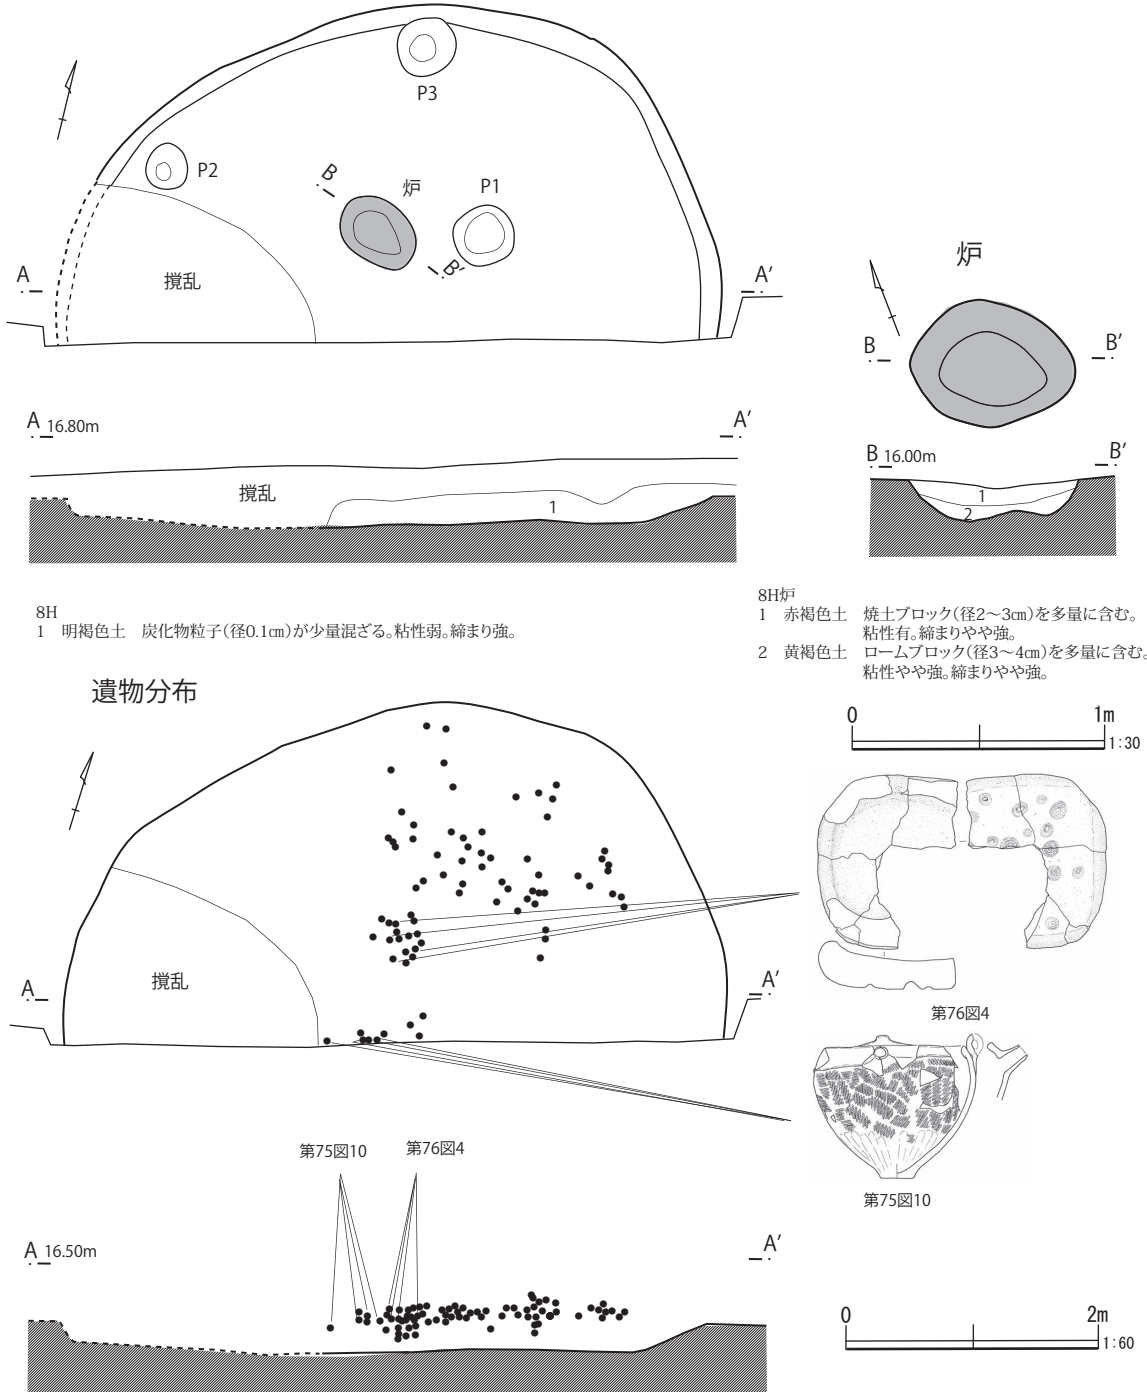 P3
P2
B
炉
P1
B′
A
撹乱
A′
炉
B
B′
A 16.80m
A′
撹乱
1
B 16.00m
B′
1
2
8H
1 明褐色土 炭化物粒子(径0.1㎝)が少量混ざる。粘性弱。締まり強。
8H炉
1 赤褐色土 焼土ブロック(径2～3㎝)を多量に含む。
粘性有。締まりやや強。
2 黄褐色土 ロームブロック(径3～4㎝)を多量に含む。
粘性やや強。締まりやや強。
遺物分布
0 1m
1:30
撹乱
A
A′
第76図4
第75図10
第75図10 第76図4
A 16.50m
A′
0 2m
1:60